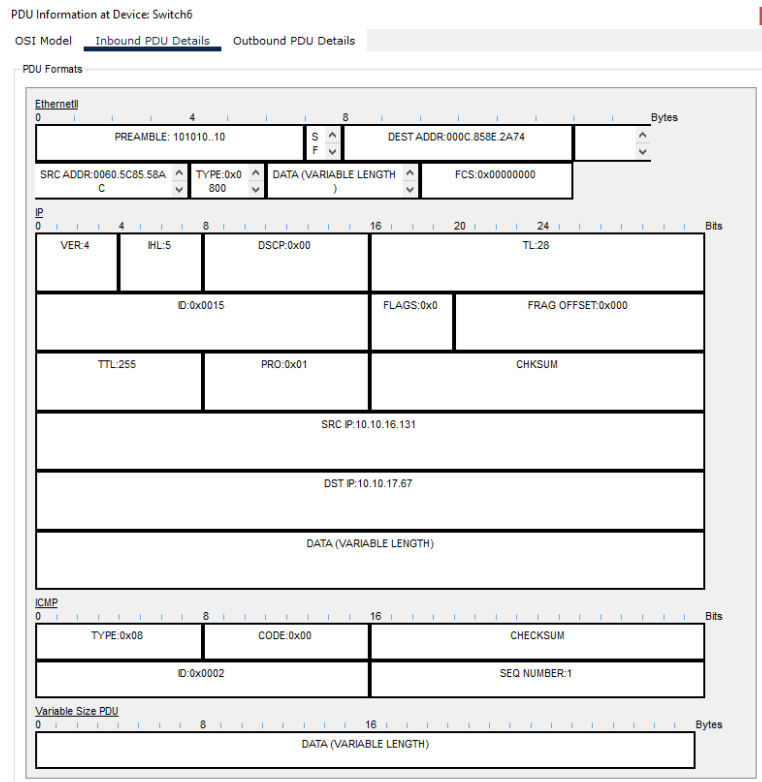 PDU Information at Device: Switch6
OSI Model Inbound PDU Details Outbound PDU Details
PDU Formats
EthernetII
0 4 8 Bytes
PREAMBLE: 101010..10 S F DEST ADDR:000C.858E.2A74
SRC ADDR:0060.5C85.58A C TYPE:0x0 800 DATA (VARIABLE LENGTH ) FCS:0x00000000
IP
0 4 8 16 20 24 Bits
VER:4 IHL:5 DSCP:0x00 TL:28
ID:0x0015 FLAGS:0x0 FRAG OFFSET:0x000
TTL:255 PRO:0x01 CHKSUM
SRC IP:10.10.16.131
DST IP:10.10.17.67
DATA (VARIABLE LENGTH)
ICMP
0 8 16 Bits
TYPE:0x08 CODE:0x00 CHECKSUM
ID:0x0002 SEQ NUMBER:1
Variable Size PDU
0 8 16 Bytes
DATA (VARIABLE LENGTH)